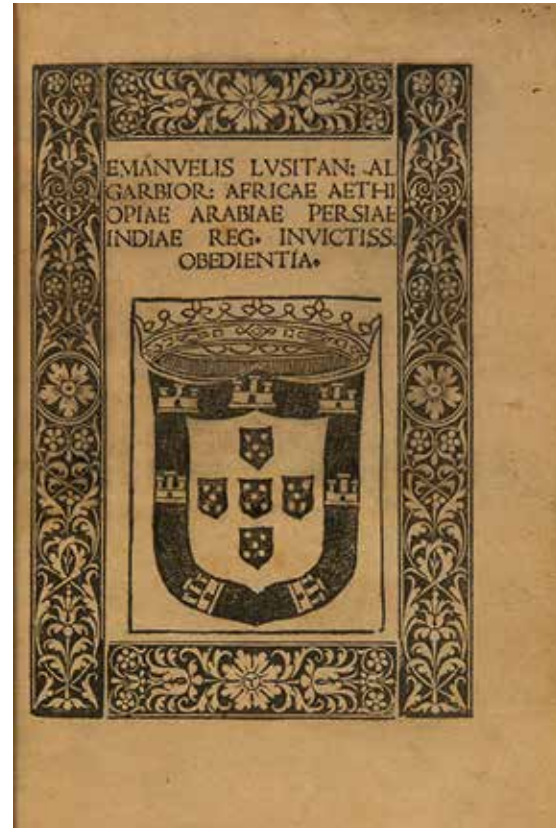 EMANVELIS LVSITAN: AL
GARBIOR: AFRICAE AETHI
OPIAE ARABIAE PERSIAE
INDIAE REG. INVICTISS.
OBEDIENTIA.